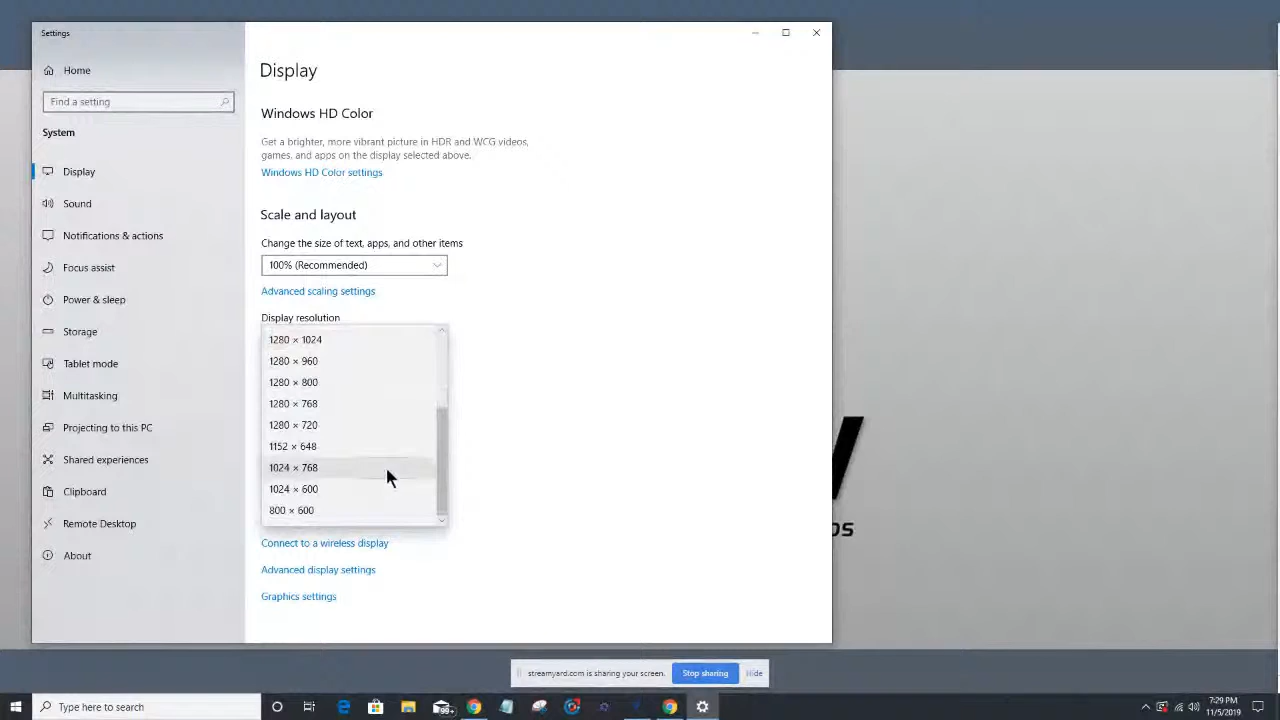 Settings
Home
Find a setting
System
Display
Sound
Notifications & actions
Focus assist
Power & sleep
Storage
Tablet mode
Multitasking
Projecting to this PC
Shared experiences
Clipboard
Remote Desktop
About
Display
Windows HD Color
Get a brighter, more vibrant picture in HDR and WCG videos,
games, and apps on the display selected above.
Windows HD Color settings
Scale and layout
Change the size of text, apps, and other items
100% (Recommended)
Advanced scaling settings
Display resolution
1280 × 1024
1280 × 960
1280 × 800
1280 × 768
1280 × 720
1152 × 648
1024 × 768
1024 × 600
800 × 600
Connect to a wireless display
Advanced display settings
Graphics settings
OS
streamyard.com is sharing your screen.
Stop sharing
Hide
Type here to search
99+
7:29 PM
11/5/2019